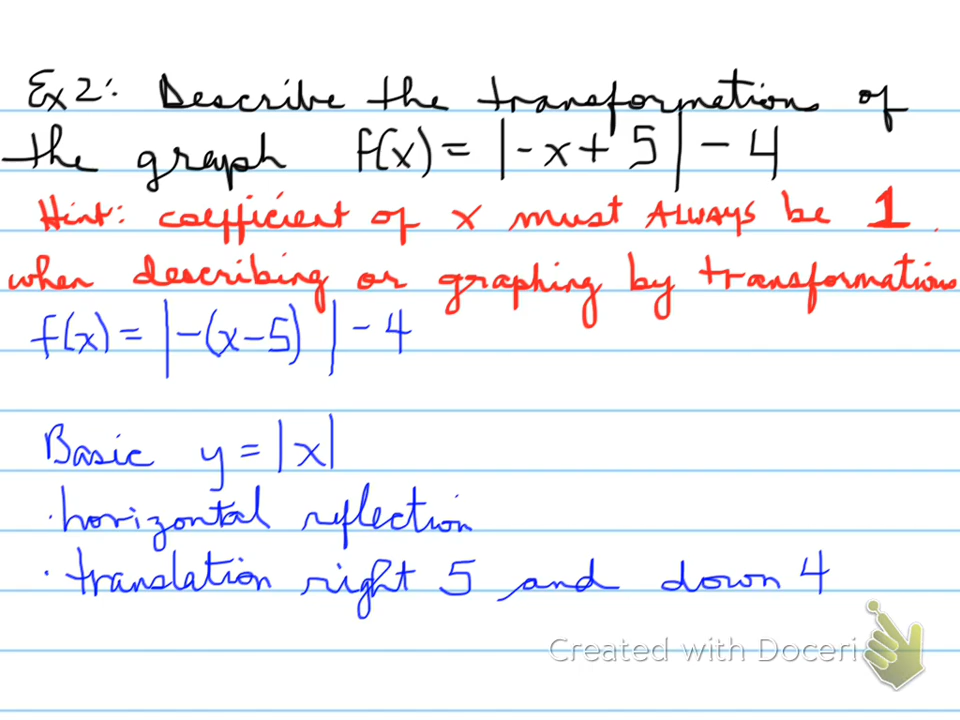 Ex 2: Describe the transformations of
the graph f(x) = |-x + 5| - 4
Hint: coefficient of x must ALWAYS be 1
when describing or graphing by transformations
f(x) = |-(x-5)| - 4
Basic y = |x|
· horizontal reflection
· translation right 5 and down 4
Created with Doceri